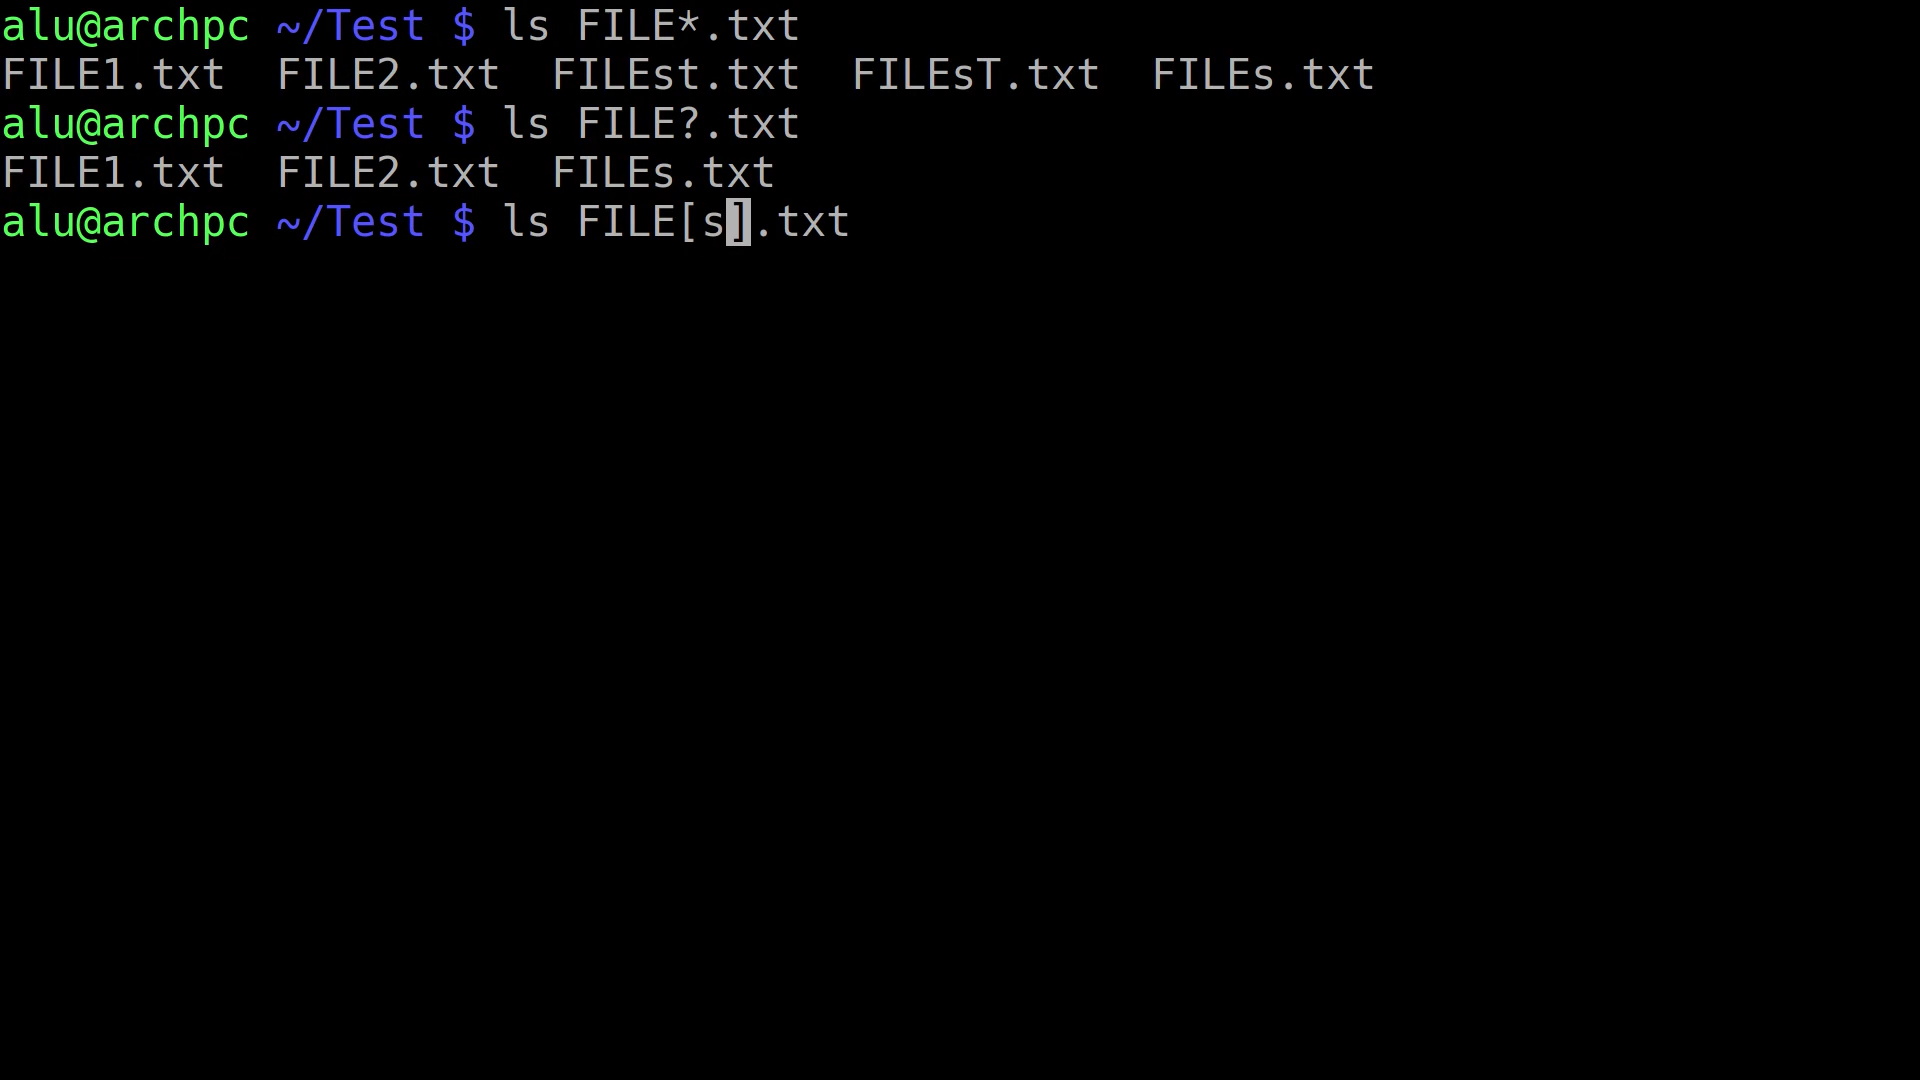 alu@archpc ~/Test $ ls FILE*.txt
FILE1.txt  FILE2.txt  FILEst.txt  FILEsT.txt  FILEs.txt
alu@archpc ~/Test $ ls FILE?.txt
FILE1.txt  FILE2.txt  FILEs.txt
alu@archpc ~/Test $ ls FILE[s].txt